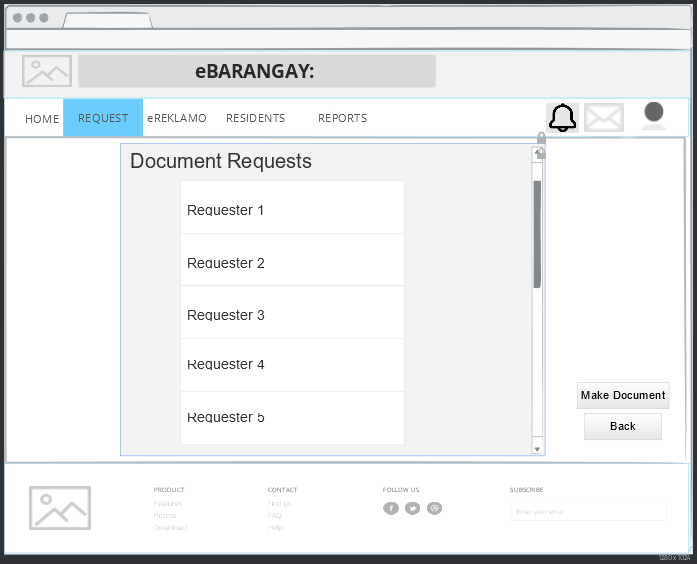 eBARANGAY:
HOME REQUEST eREKLAMO RESIDENTS REPORTS
Document Requests
Requester 1
Requester 2
Requester 3
Requester 4
Requester 5
Make Document
Back
PRODUCT
Features
Promo
Download
CONTACT
Find us
FAQ
Help
FOLLOW US
SUBSCRIBE
Enter your email
1280 x 1024